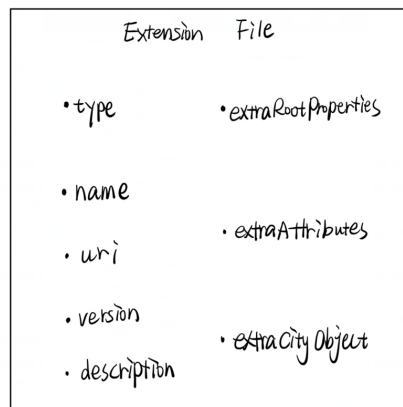 Extension File
• type
• name
• uri
• version
• description
• extraRootProperties
• extraAttributes
• extraCityObject